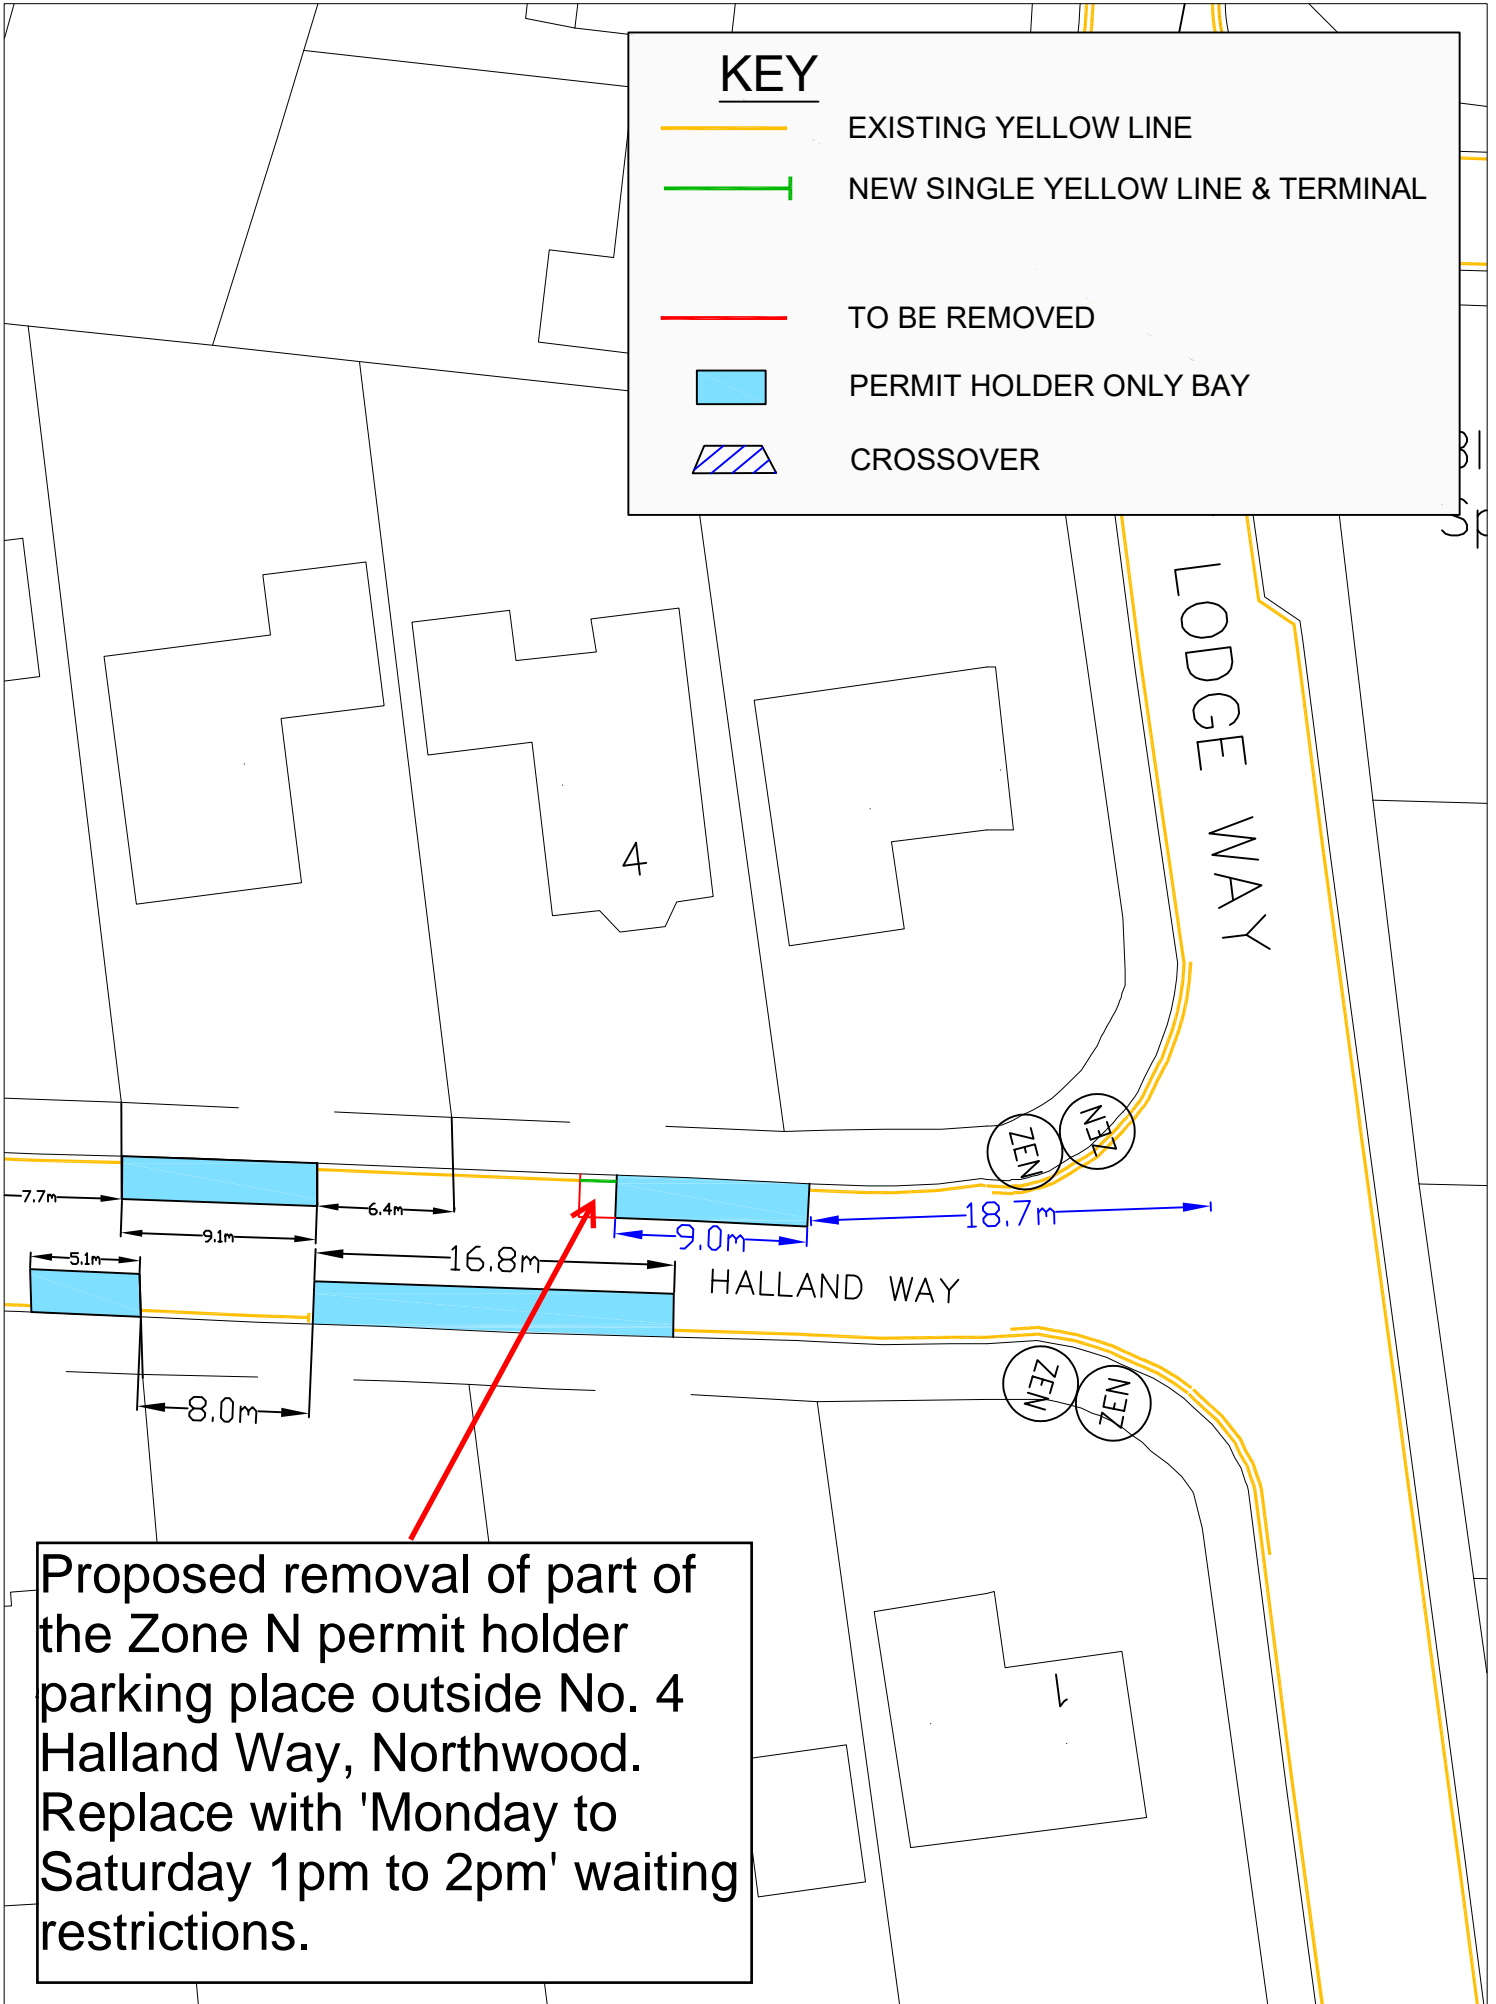 KEY
EXISTING YELLOW LINE
NEW SINGLE YELLOW LINE & TERMINAL
TO BE REMOVED
PERMIT HOLDER ONLY BAY
CROSSOVER
LODGE WAY
4
ZEN
ZEN
7.7m
9.1m
6.4m
9.0m
18.7m
5.1m
16.8m
HALLAND WAY
8.0m
ZEN
ZEN
1
Proposed removal of part of
the Zone N permit holder
parking place outside No. 4
Halland Way, Northwood.
Replace with 'Monday to
Saturday 1pm to 2pm' waiting
restrictions.